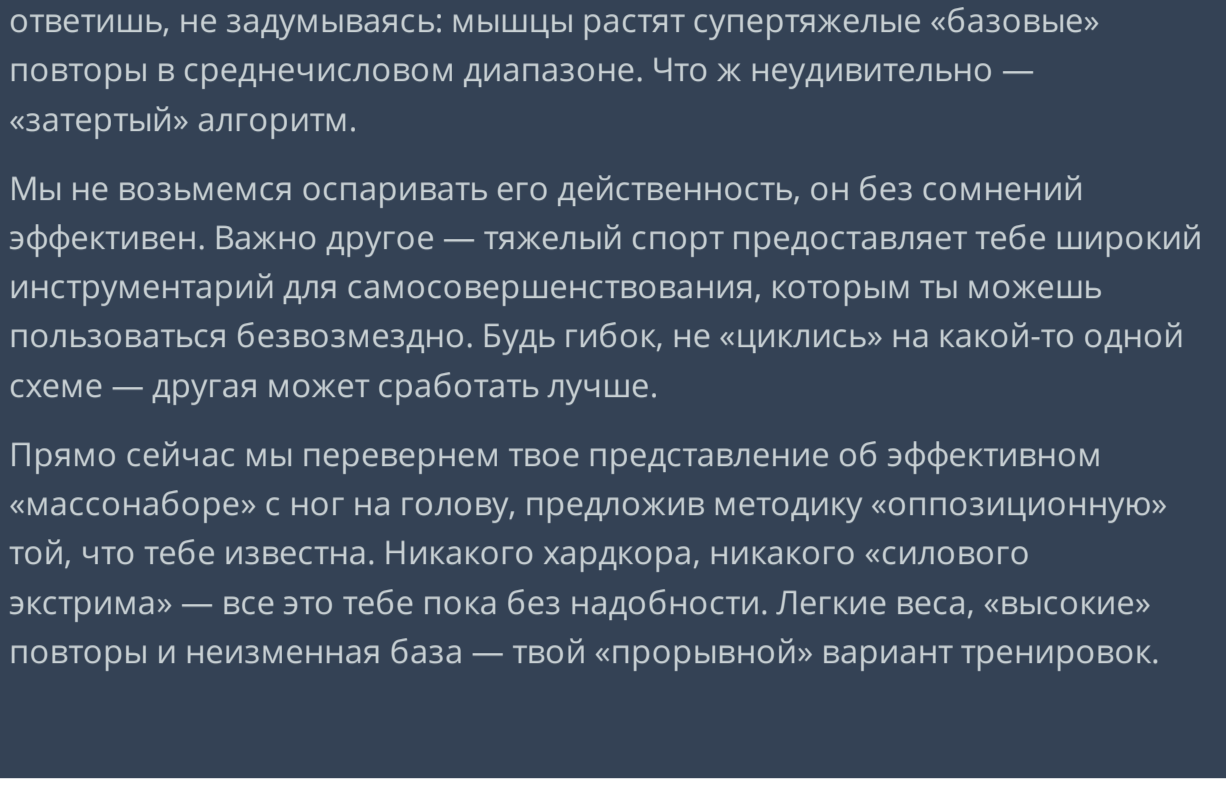 ответишь, не задумываясь: мышцы растят супертяжелые «базовые»
повторы в среднечисловом диапазоне. Что ж неудивительно —
«затертый» алгоритм.
Мы не возьмемся оспаривать его действенность, он без сомнений
эффективен. Важно другое — тяжелый спорт предоставляет тебе широкий
инструментарий для самосовершенствования, которым ты можешь
пользоваться безвозмездно. Будь гибок, не «циклись» на какой-то одной
схеме — другая может сработать лучше.
Прямо сейчас мы перевернем твое представление об эффективном
«массонаборе» с ног на голову, предложив методику «оппозиционную»
той, что тебе известна. Никакого хардкора, никакого «силового
экстрима» — все это тебе пока без надобности. Легкие веса, «высокие»
повторы и неизменная база — твой «прорывной» вариант тренировок.